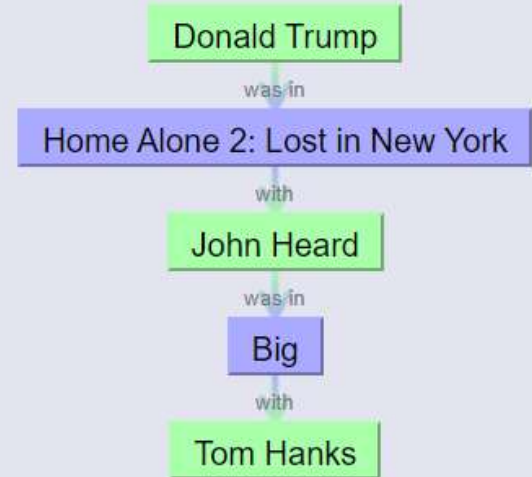 Donald Trump
was in
Home Alone 2: Lost in New York
with
John Heard
was in
Big
with
Tom Hanks